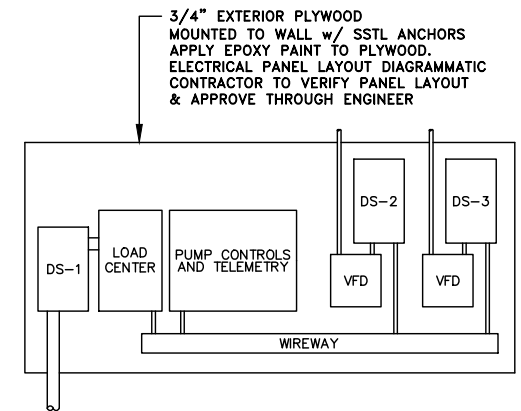 3/4" EXTERIOR PLYWOOD
MOUNTED TO WALL w/ SSTL ANCHORS
APPLY EPOXY PAINT TO PLYWOOD.
ELECTRICAL PANEL LAYOUT DIAGRAMMATIC
CONTRACTOR TO VERIFY PANEL LAYOUT
& APPROVE THROUGH ENGINEER
DS-2
DS-3
DS-1
LOAD
CENTER
PUMP CONTROLS
AND TELEMETRY
VFD
VFD
WIREWAY